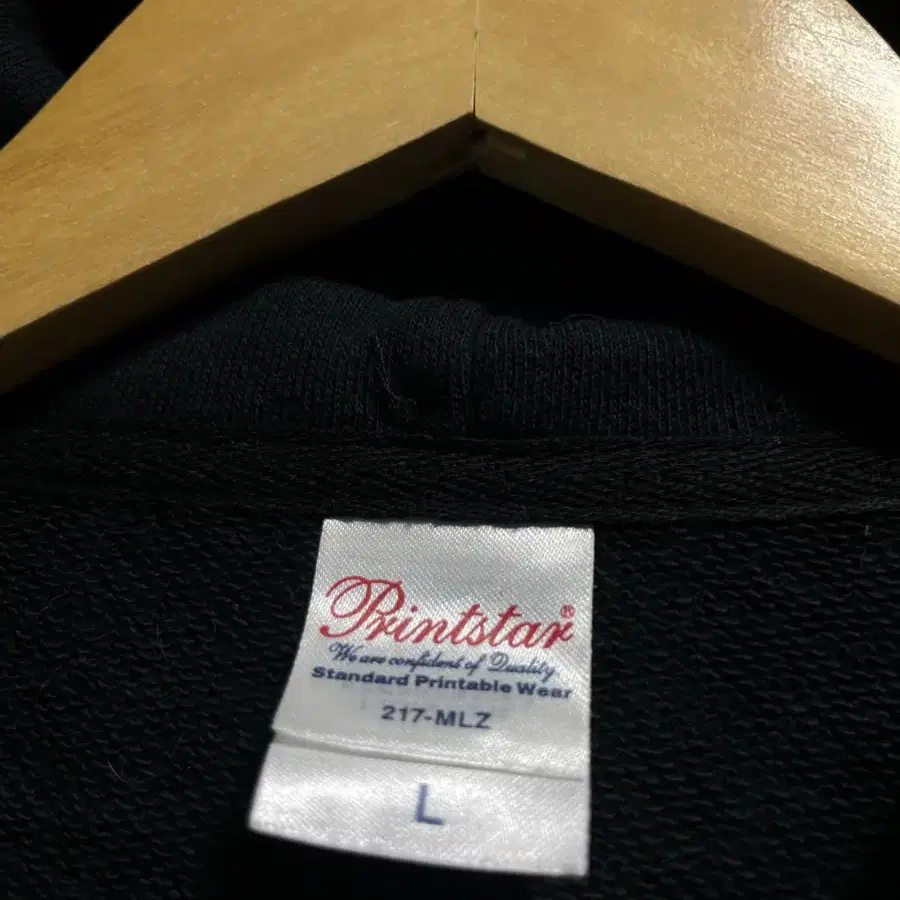 Printstar®
We are confident of Quality
Standard Printable Wear
217-MLZ
L